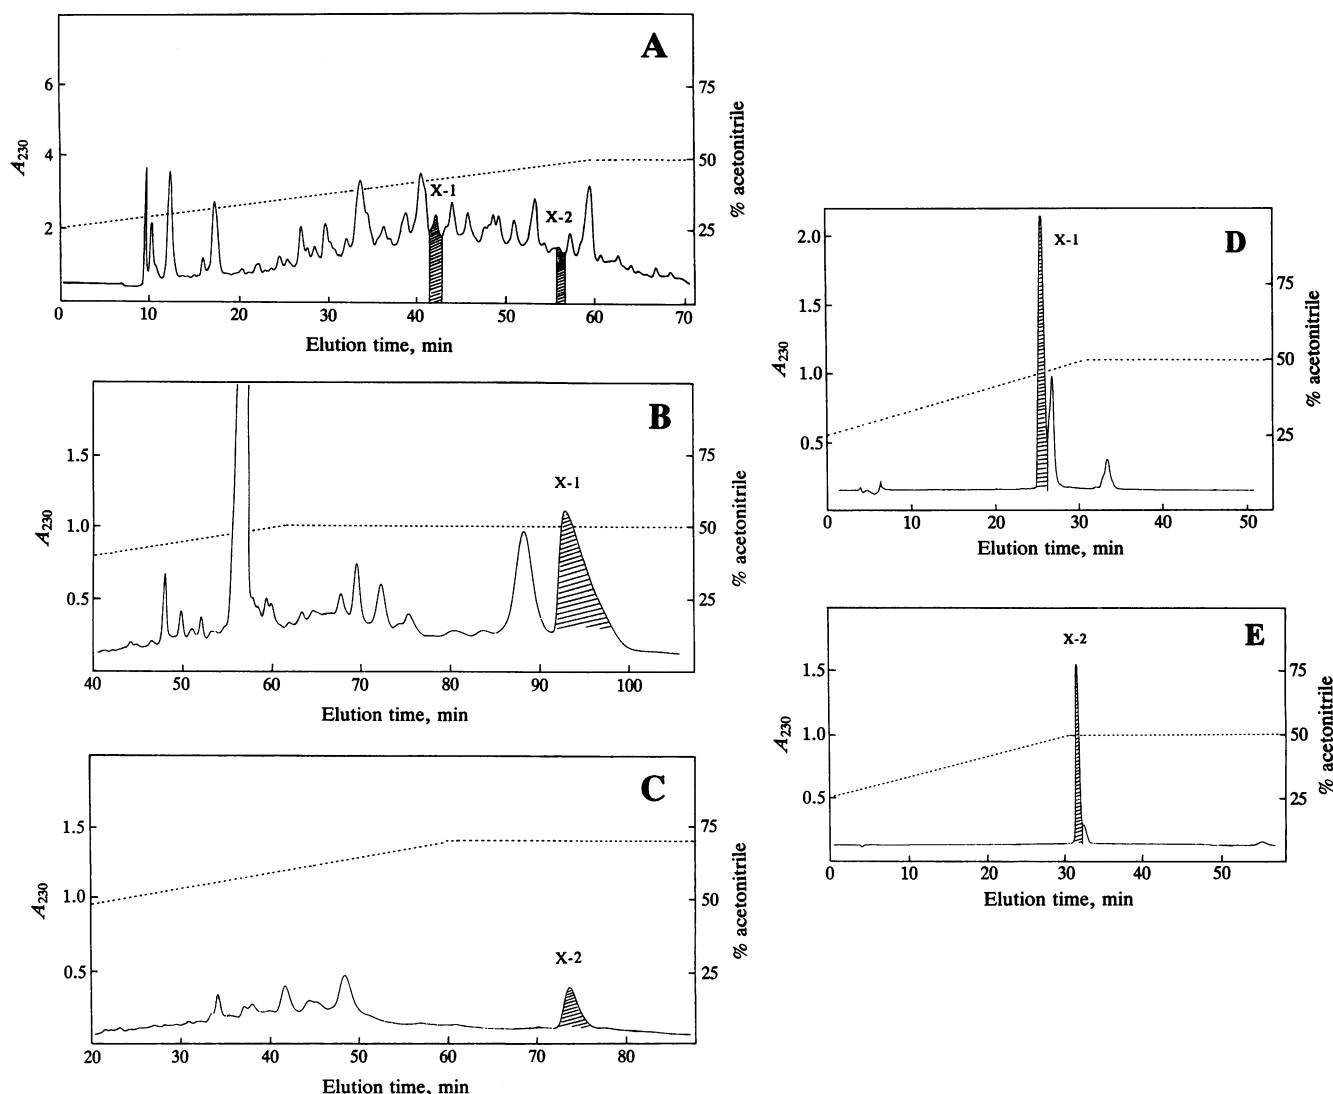 A
6
4
2
A230
75
50
25
% acetonitrile
X-1
X-2
0 10 20 30 40 50 60 70
Elution time, min
B
1.5
1.0
0.5
A230
75
50
25
% acetonitrile
X-1
40 50 60 70 80 90 100
Elution time, min
C
1.5
1.0
0.5
A230
75
50
25
% acetonitrile
X-2
20 30 40 50 60 70 80
Elution time, min
D
2.0
1.5
1.0
0.5
A230
75
50
25
% acetonitrile
X-1
0 10 20 30 40 50
Elution time, min
E
1.5
1.0
0.5
A230
75
50
25
% acetonitrile
X-2
0 10 20 30 40 50
Elution time, min